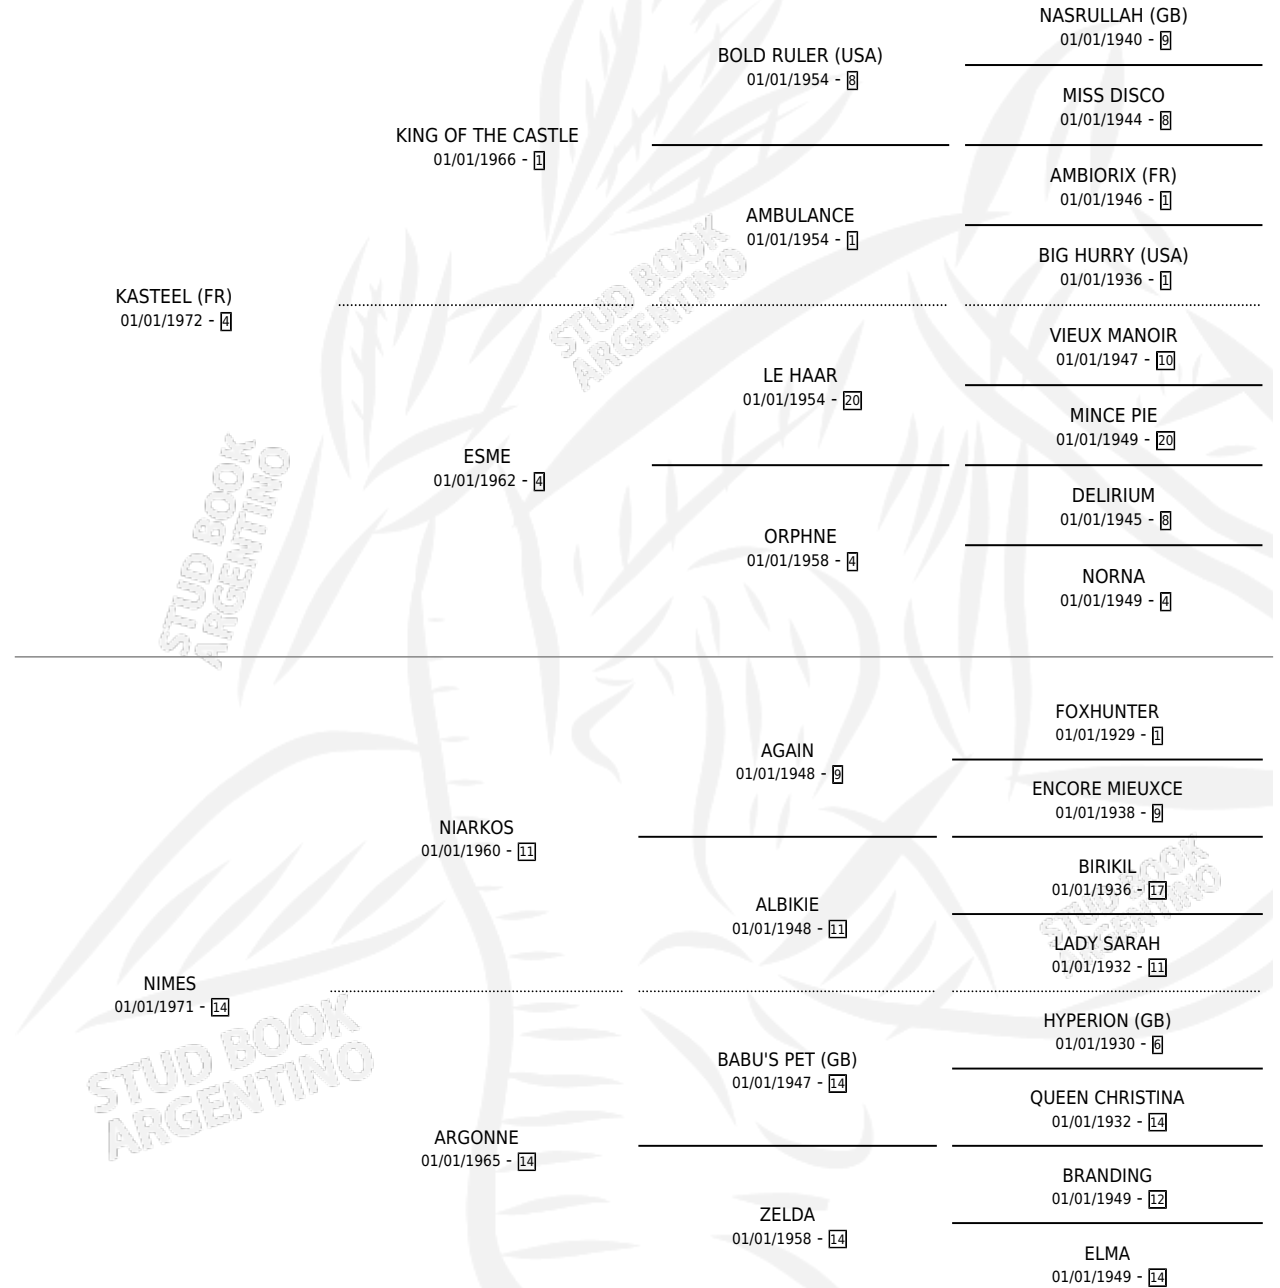 NASRULLAH (GB)
01/01/1940 - 9
BOLD RULER (USA)
01/01/1954 - 8
MISS DISCO
01/01/1944 - 8
KING OF THE CASTLE
01/01/1966 - 1
AMBIORIX (FR)
01/01/1946 - 1
AMBULANCE
01/01/1954 - 1
BIG HURRY (USA)
01/01/1936 - 1
KASTEEL (FR)
01/01/1972 - 4
VIEUX MANOIR
01/01/1947 - 10
LE HAAR
01/01/1954 - 20
MINCE PIE
01/01/1949 - 20
ESME
01/01/1962 - 4
DELIRIUM
01/01/1945 - 8
ORPHNE
01/01/1958 - 4
NORNA
01/01/1949 - 4
FOXHUNTER
01/01/1929 - 1
AGAIN
01/01/1948 - 9
ENCORE MIEUXCE
01/01/1938 - 9
NIARKOS
01/01/1960 - 11
BIRIKIL
01/01/1936 - 17
ALBIKIE
01/01/1948 - 11
LADY SARAH
01/01/1932 - 11
NIMES
01/01/1971 - 14
HYPERION (GB)
01/01/1930 - 6
BABU'S PET (GB)
01/01/1947 - 14
QUEEN CHRISTINA
01/01/1932 - 14
ARGONNE
01/01/1965 - 14
BRANDING
01/01/1949 - 12
ZELDA
01/01/1958 - 14
ELMA
01/01/1949 - 14
STUD BOOK
ARGENTINO
STUD BOOK
ARGENTINO
STUD BOOK
ARGENTINO
STUD BOOK
ARGENTINO